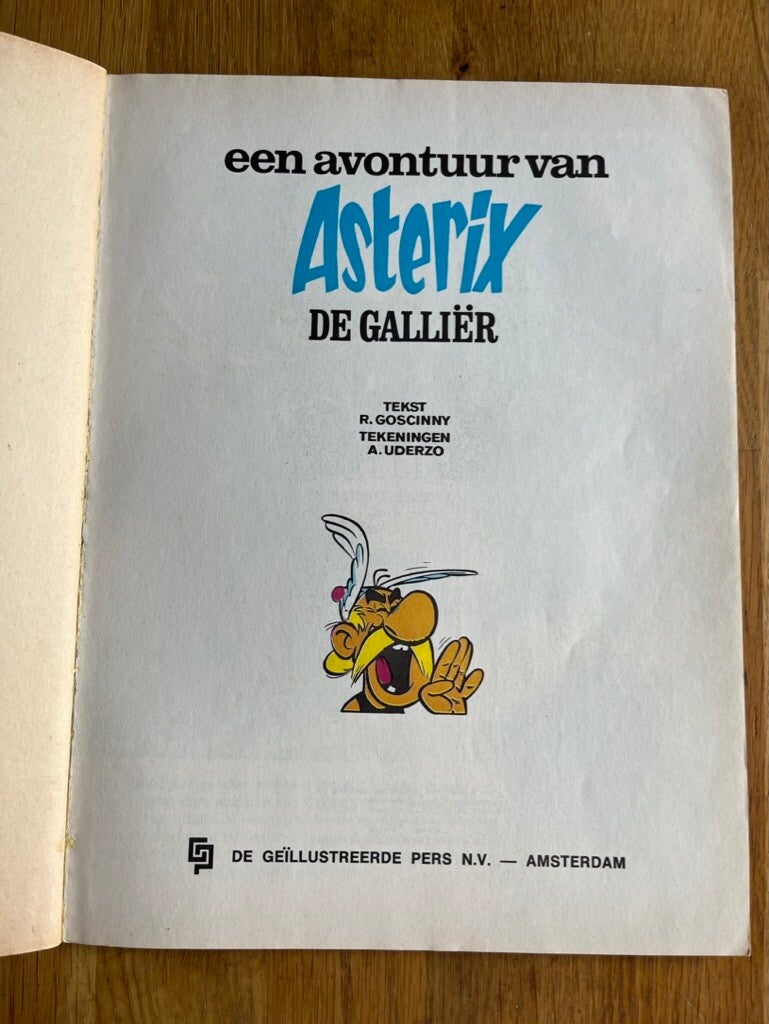 een avontuur van
Asterix
DE GALLIËR
TEKST
R. GOSCINNY
TEKENINGEN
A. UDERZO
DE GEÏLLUSTREERDE PERS N.V. — AMSTERDAM